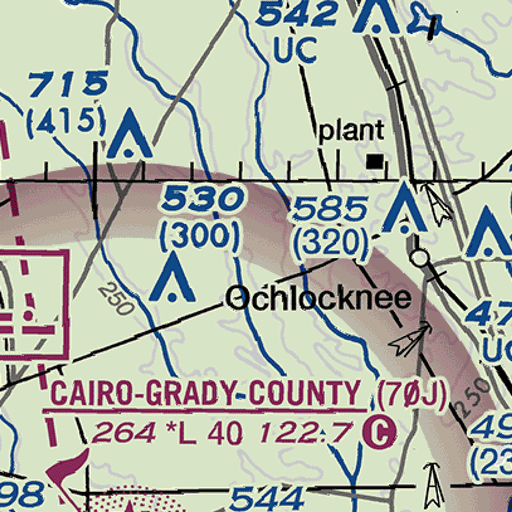 542
UC
715
(415)
plant
530
(300)
585
(320)
250
Ochlocknee
47
UC
CAIRO-GRADY COUNTY (7ØJ)
264 *L 40 122.7 C
250
49
(23
98
544